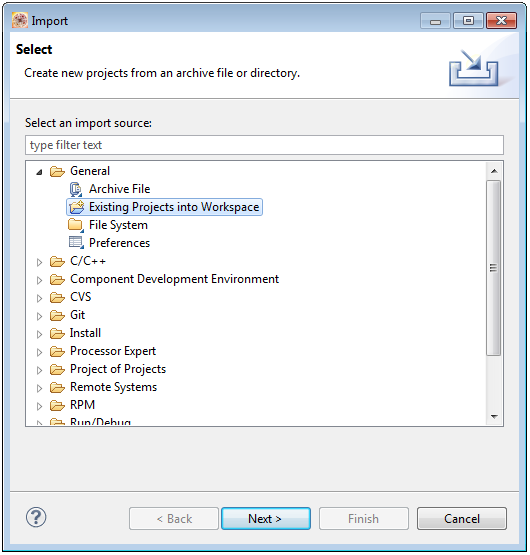 Import
Select
Create new projects from an archive file or directory.
Select an import source:
type filter text
General
Archive File
Existing Projects into Workspace
File System
Preferences
C/C++
Component Development Environment
CVS
Git
Install
Processor Expert
Project of Projects
Remote Systems
RPM
Run/Debug
< Back
Next >
Finish
Cancel